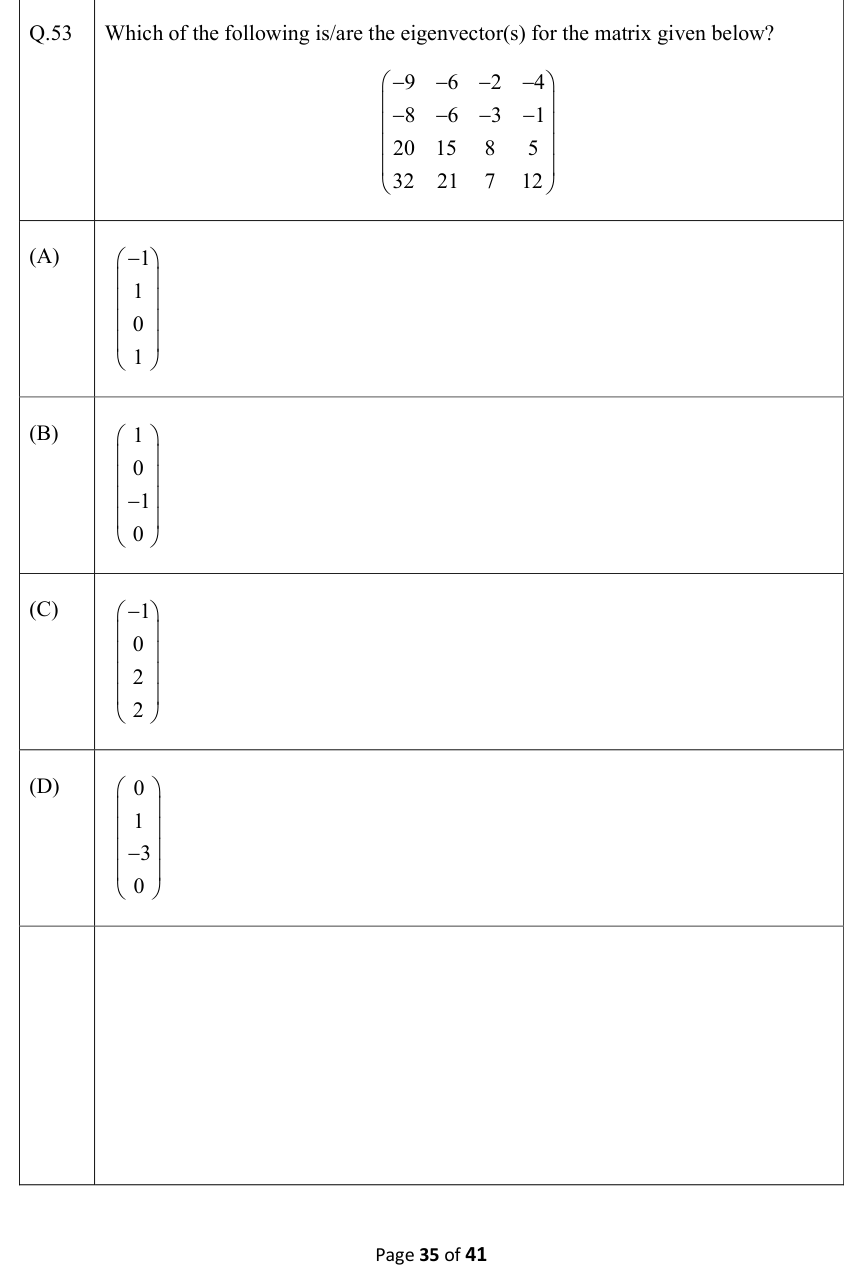 Q.53 Which of the following is/are the eigenvector(s) for the matrix given below?
−9 −6 −2 −4
−8 −6 −3 −1
20 15 8 5
32 21 7 12
(A)
−1
1
0
1
(B)
1
0
−1
0
(C)
−1
0
2
2
(D)
0
1
−3
0
Page 35 of 41